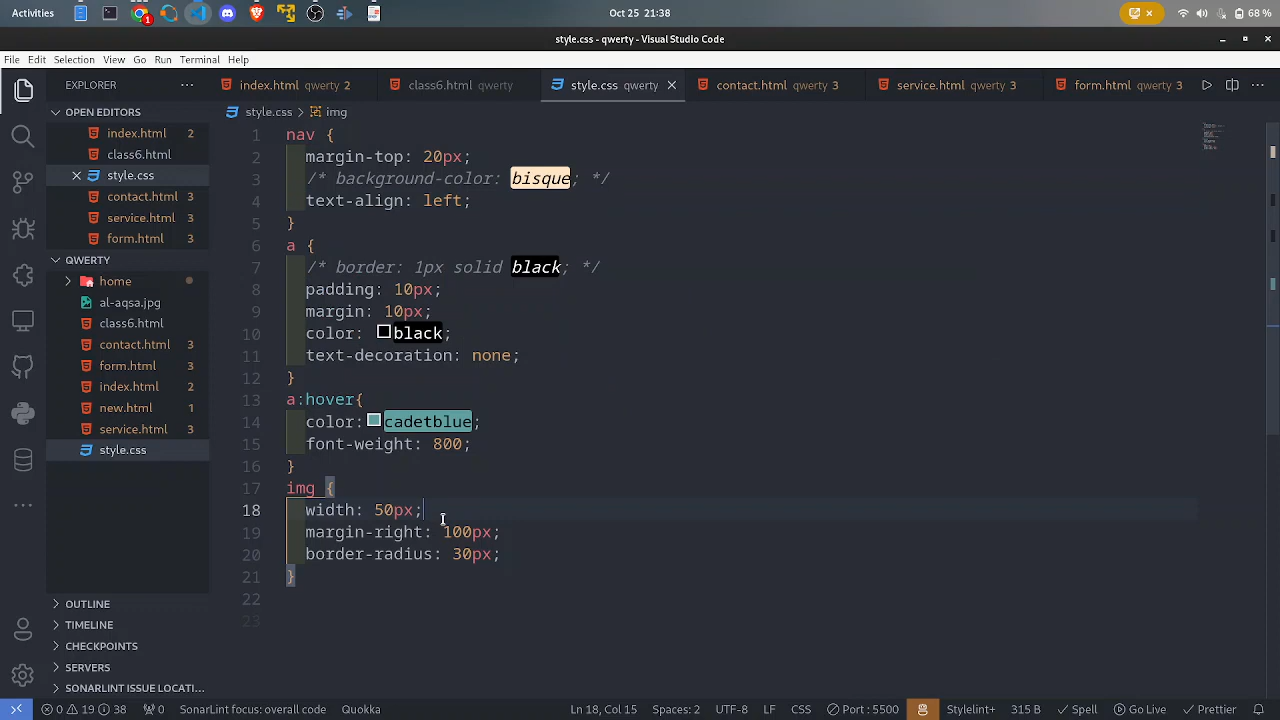 Activities
Oct 25 21:38
68 %
style.css - qwerty - Visual Studio Code
File Edit Selection View Go Run Terminal Help
EXPLORER
index.html qwerty 2
class6.html qwerty
style.css qwerty
contact.html qwerty 3
service.html qwerty 3
form.html qwerty 3
OPEN EDITORS
index.html 2
class6.html
style.css
contact.html 3
service.html 3
form.html 3
QWERTY
home
al-aqsa.jpg
class6.html
contact.html 3
form.html 3
index.html 2
new.html 1
service.html 3
style.css
OUTLINE
TIMELINE
CHECKPOINTS
SERVERS
SONARLINT ISSUE LOCATI...
style.css > img
1 nav {
2 margin-top: 20px;
3 /* background-color: bisque; */
4 text-align: left;
5 }
6 a {
7 /* border: 1px solid black; */
8 padding: 10px;
9 margin: 10px;
10 color: black;
11 text-decoration: none;
12 }
13 a:hover{
14 color: cadetblue;
15 font-weight: 800;
16 }
17 img {
18 width: 50px;
19 margin-right: 100px;
20 border-radius: 30px;
21 }
22
23
0 19 38 0 SonarLint focus: overall code Quokka Ln 18, Col 15 Spaces: 2 UTF-8 LF CSS Port : 5500 Stylelint+ 315 B Spell Go Live Prettier